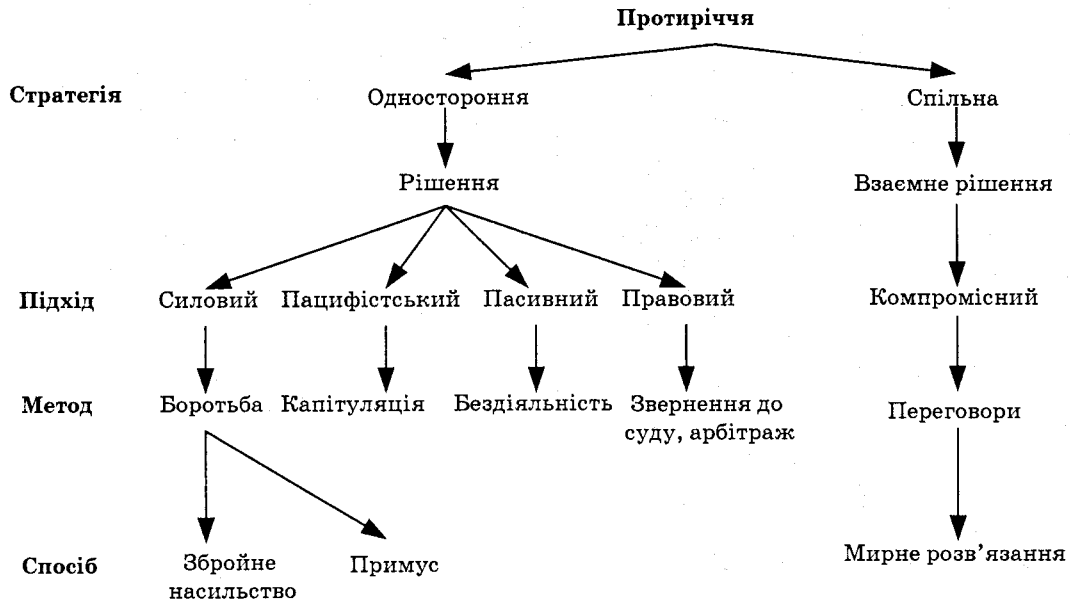 Протиріччя
Стратегія Одностороння Спільна
Рішення Взаємне рішення
Підхід Силовий Пацифістський Пасивний Правовий Компромісний
Метод Боротьба Капітуляція Бездіяльність Звернення до
суду, арбітраж
Переговори
Спосіб Збройне
насильство
Примус
Мирне розв’язання